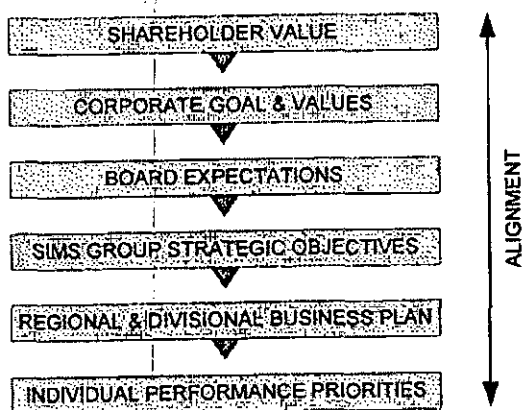 SHAREHOLDER VALUE
CORPORATE GOAL & VALUES
BOARD EXPECTATIONS
SIMS GROUP STRATEGIC OBJECTIVES
REGIONAL & DIVISIONAL BUSINESS PLAN
INDIVIDUAL PERFORMANCE PRIORITIES
ALIGNMENT